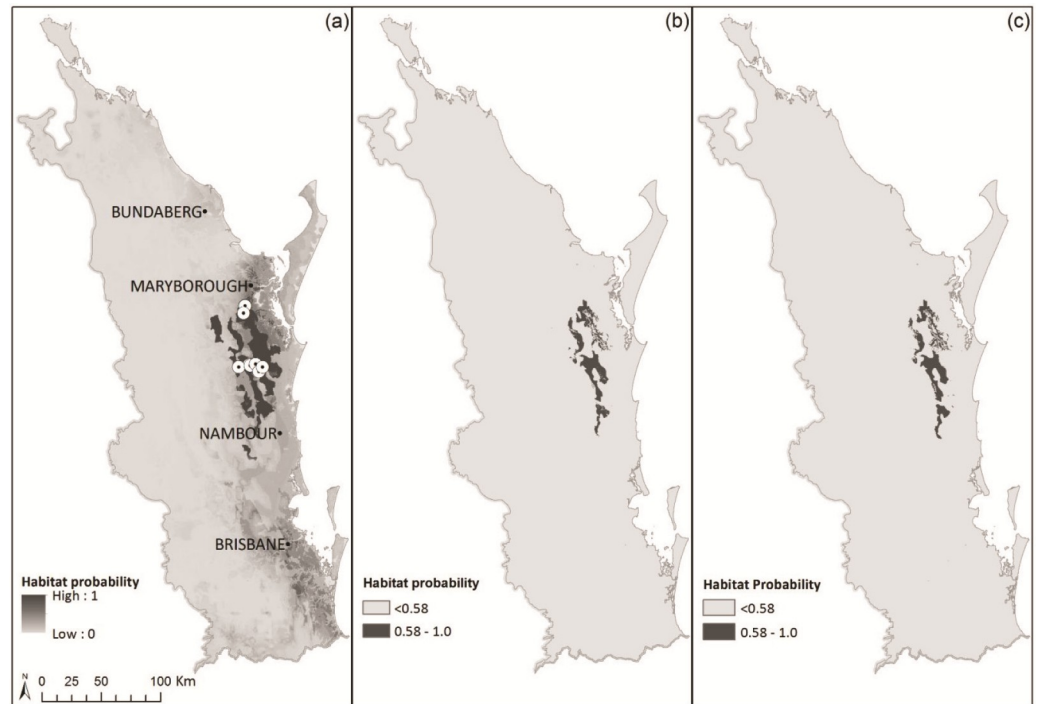 (a)
BUNDABERG
MARYBOROUGH
NAMBOUR
BRISBANE
Habitat probability
High : 1
Low : 0
N
0 25 50 100 Km
(b)
Habitat probability
<0.58
0.58 - 1.0
(c)
Habitat Probability
<0.58
0.58 - 1.0